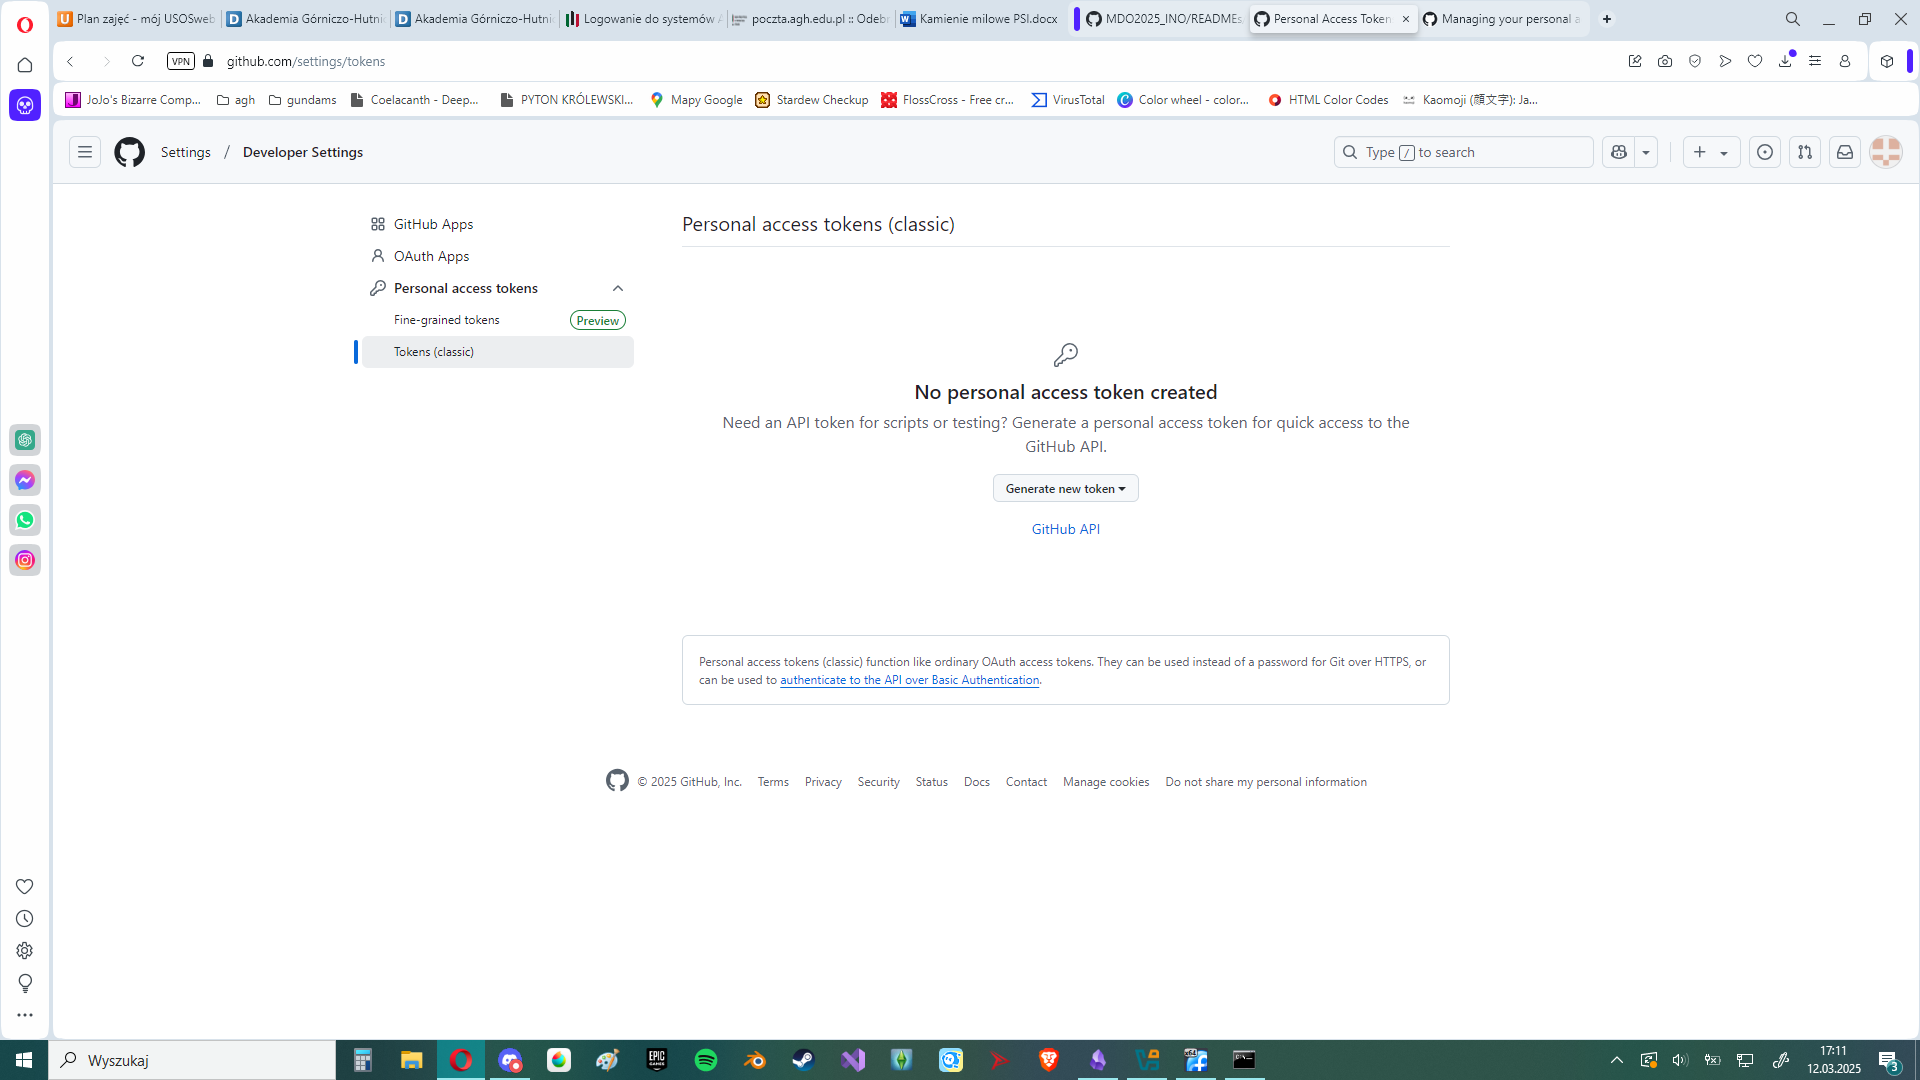 Plan zajęć - mój USOSweb
Akademia Górniczo-Hutni
Akademia Górniczo-Hutni
Logowanie do systemów A
poczta.agh.edu.pl :: Odebr
Kamienie milowe PSI.docx
MDO2025_INO/READMEs
Personal Access Token
Managing your personal a
VPN
github.com/settings/tokens
JoJo's Bizarre Comp...
agh
gundams
Coelacanth - Deep...
PYTON KRÓLEWSKI...
Mapy Google
Stardew Checkup
FlossCross - Free cr...
VirusTotal
Color wheel - color...
HTML Color Codes
Kaomoji (顔文字): Ja...
Settings / Developer Settings
Type / to search
GitHub Apps
OAuth Apps
Personal access tokens
Fine-grained tokens
Preview
Tokens (classic)
Personal access tokens (classic)
No personal access token created
Need an API token for scripts or testing? Generate a personal access token for quick access to the
GitHub API.
Generate new token
GitHub API
Personal access tokens (classic) function like ordinary OAuth access tokens. They can be used instead of a password for Git over HTTPS, or
can be used to authenticate to the API over Basic Authentication.
© 2025 GitHub, Inc.
Terms
Privacy
Security
Status
Docs
Contact
Manage cookies
Do not share my personal information
Wyszukaj
EPIC GAMES
17:11
12.03.2025
3